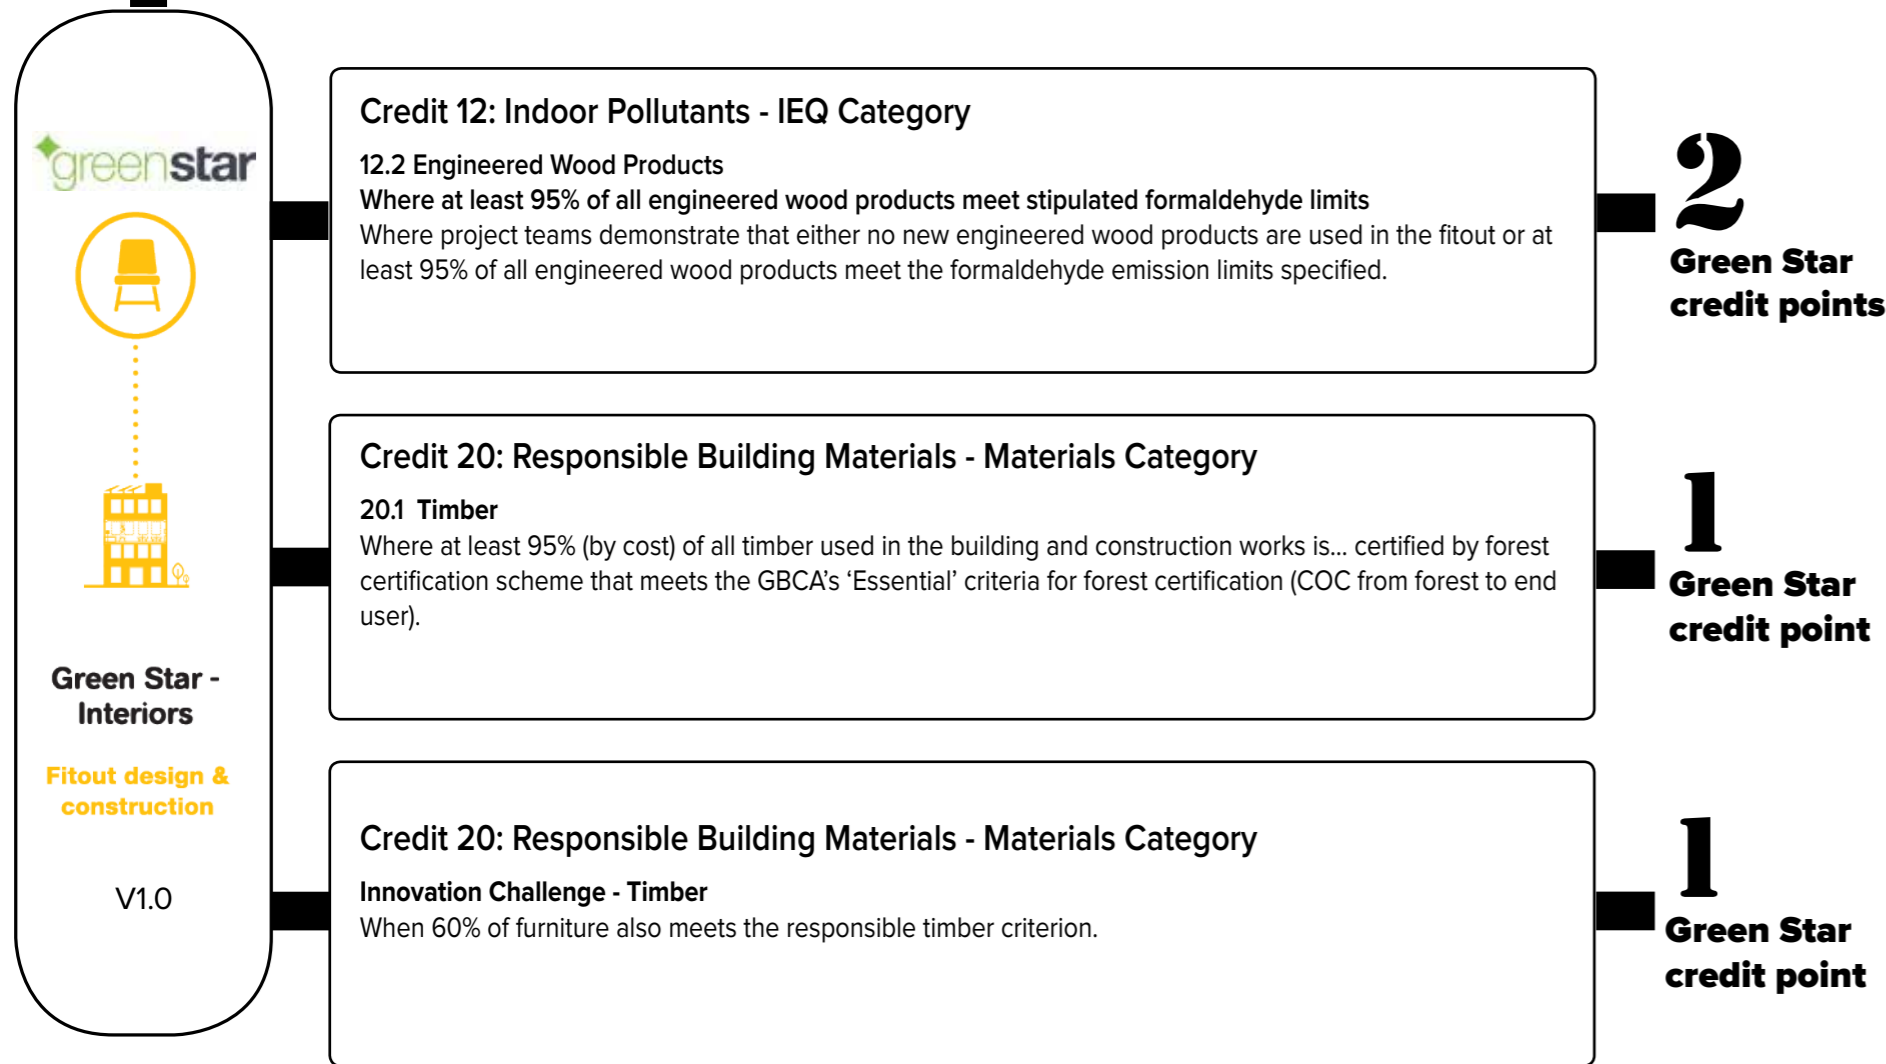 greenstar
Green Star -
Interiors
Fitout design &
construction
V1.0
Credit 12: Indoor Pollutants - IEQ Category
12.2 Engineered Wood Products
Where at least 95% of all engineered wood products meet stipulated formaldehyde limits
Where project teams demonstrate that either no new engineered wood products are used in the fitout or at
least 95% of all engineered wood products meet the formaldehyde emission limits specified.
2
Green Star
credit points
Credit 20: Responsible Building Materials - Materials Category
20.1 Timber
Where at least 95% (by cost) of all timber used in the building and construction works is... certified by forest
certification scheme that meets the GBCA's ‘Essential’ criteria for forest certification (COC from forest to end
user).
1
Green Star
credit point
Credit 20: Responsible Building Materials - Materials Category
Innovation Challenge - Timber
When 60% of furniture also meets the responsible timber criterion.
1
Green Star
credit point